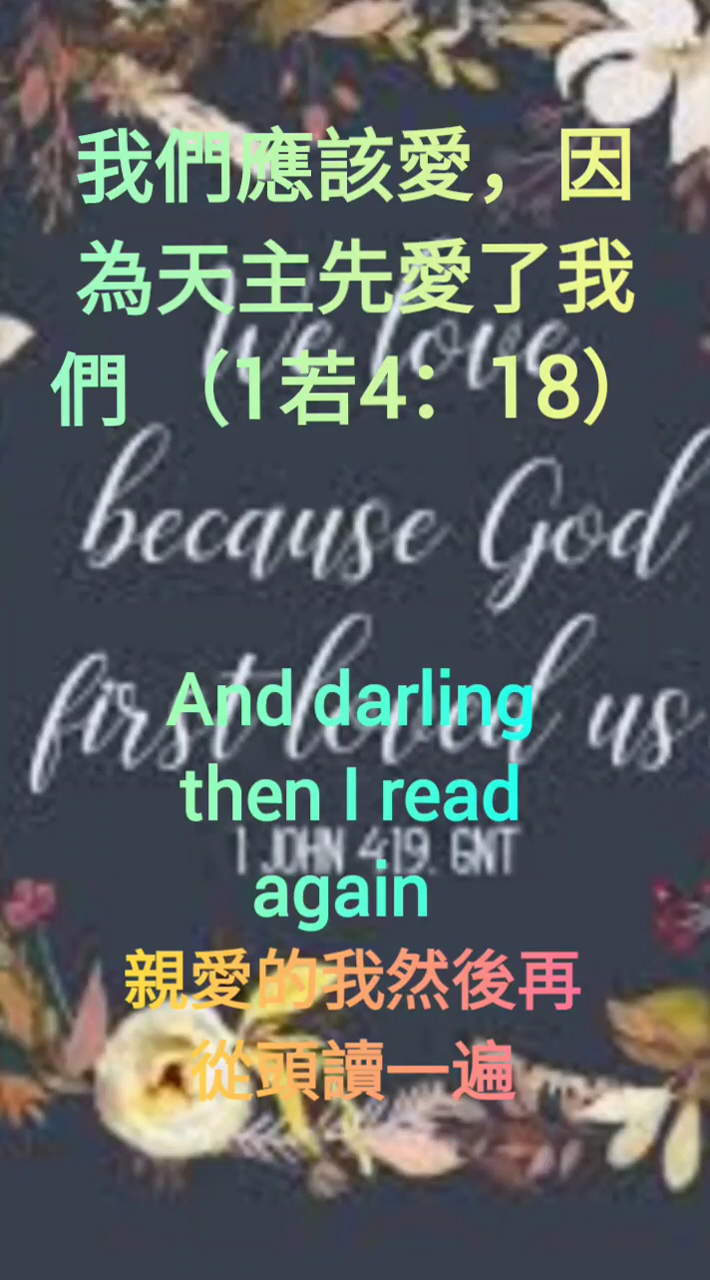 我們應該愛，因
為天主先愛了我
們 （1若4：18）
We love
because God
first loved us
And darling
then I read
1 JOHN 4:19. GNT
again
親愛的我然後再
從頭讀一遍